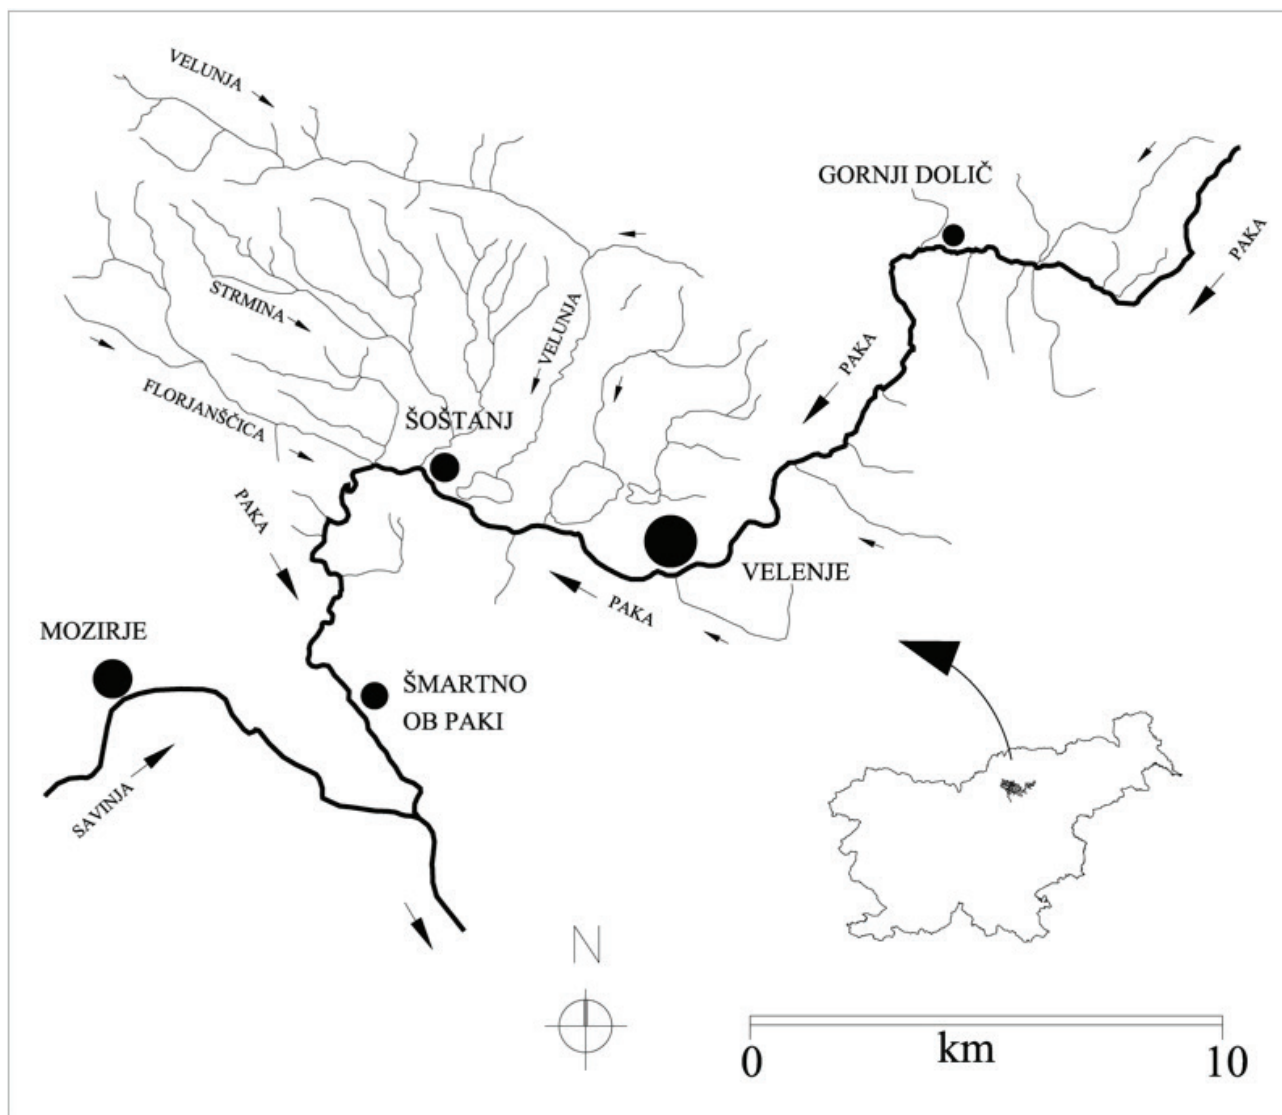 VELUNJA
GORNJI DOLIČ
PAKA
STRMINA
VELUNJA
PAKA
FLORJANŠČICA
ŠOŠTANJ
PAKA
VELENJE
PAKA
MOZIRJE
ŠMARTNO
OB PAKI
SAVINJA
N
km
0
10